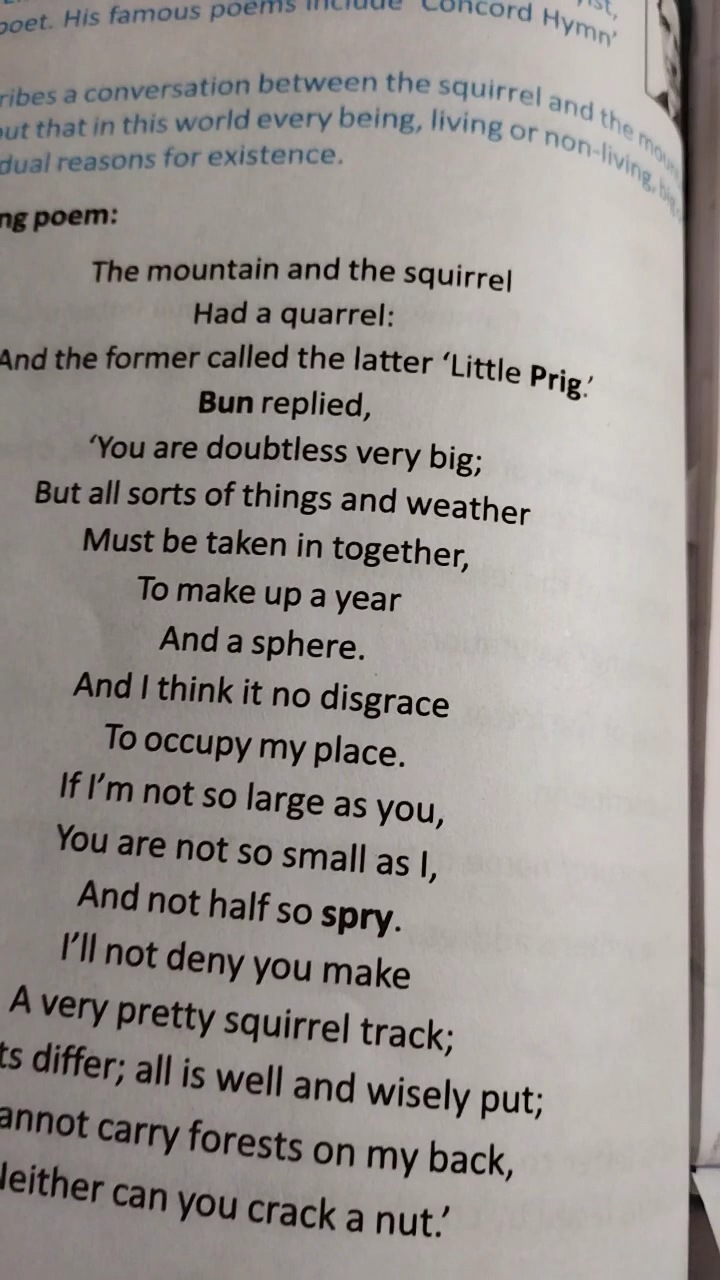 poet. His famous poems include 'Concord Hymn'
ribes a conversation between the squirrel and the
out that in this world every being, living or non-living,
dual reasons for existence.
ng poem:
The mountain and the squirrel
Had a quarrel:
And the former called the latter ‘Little Prig.’
Bun replied,
‘You are doubtless very big;
But all sorts of things and weather
Must be taken in together,
To make up a year
And a sphere.
And I think it no disgrace
To occupy my place.
If I’m not so large as you,
You are not so small as I,
And not half so spry.
I’ll not deny you make
A very pretty squirrel track;
ts differ; all is well and wisely put;
annot carry forests on my back,
Neither can you crack a nut.’